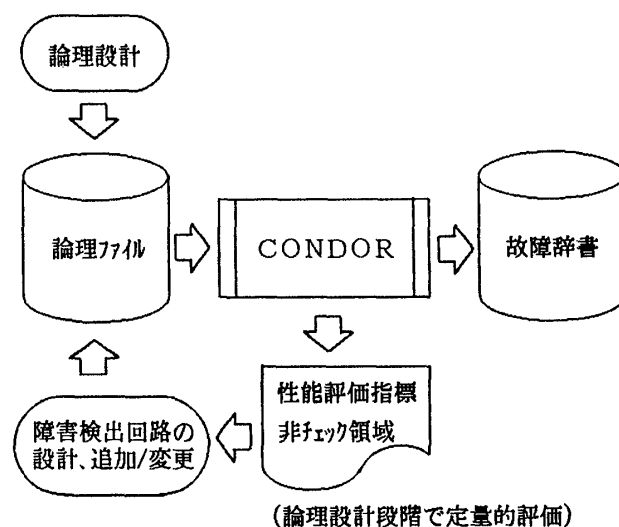 論理設計
論理ファイル
CONDOR
故障辞書
性能評価指標
非チェック領域
障害検出回路の
設計、追加/変更
(論理設計段階で定量的評価)